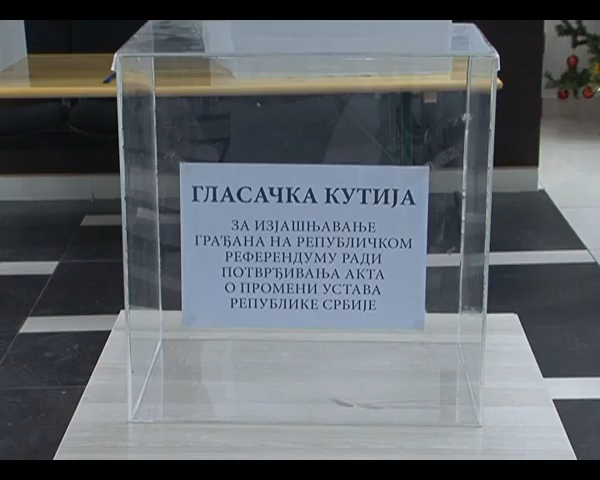 ГЛАСАЧКА КУТИЈА
ЗА ИЗЈАШЊАВАЊЕ
ГРАЂАНА НА РЕПУБЛИЧКОМ
РЕФЕРЕНДУМУ РАДИ
ПОТВРЂИВАЊА АКТА
О ПРОМЕНИ УСТАВА
РЕПУБЛИКЕ СРБИЈЕ